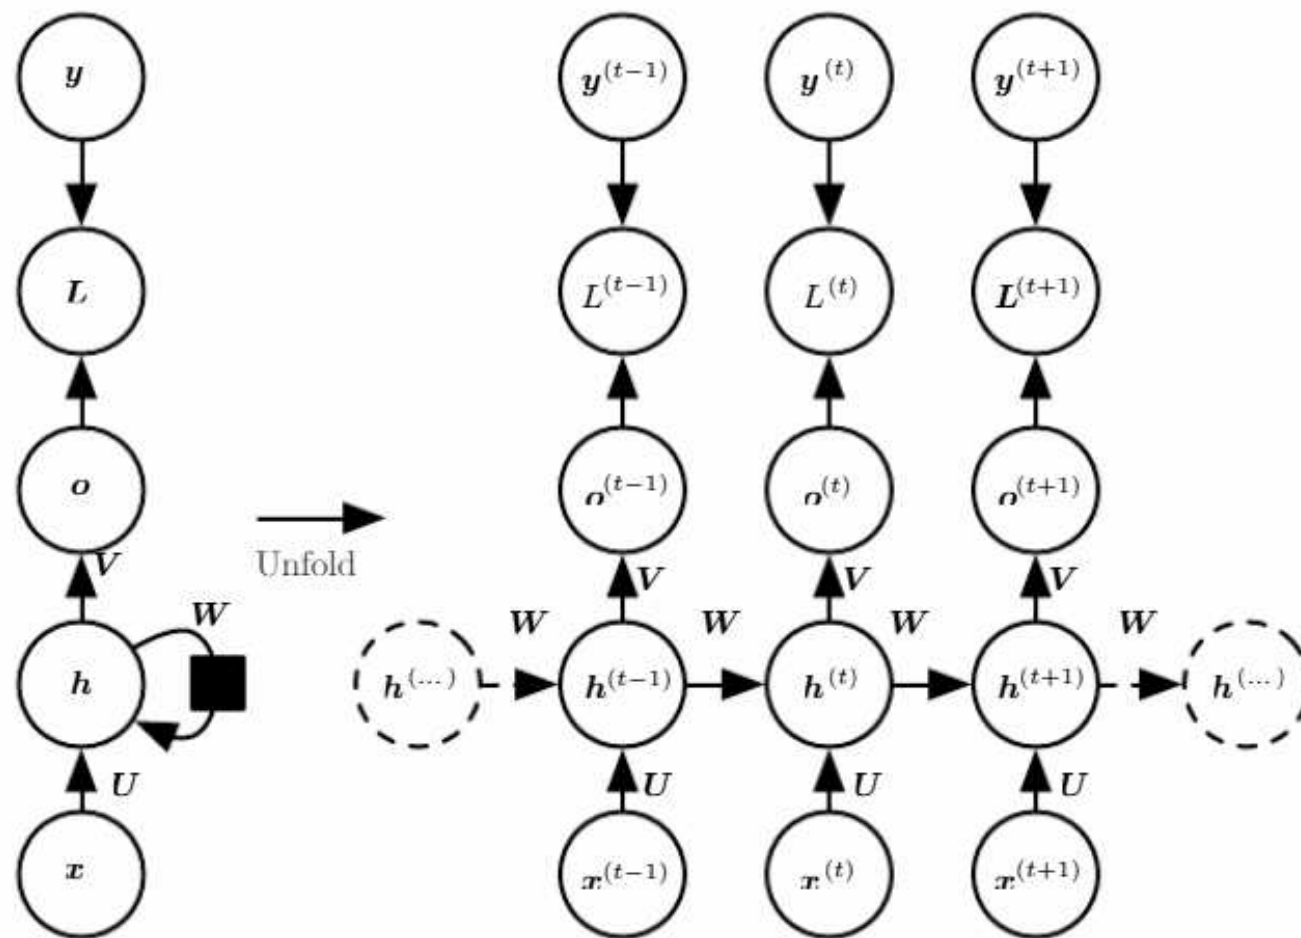 y y^(t−1) y^(t) y^(t+1)
L L^(t−1) L^(t) L^(t+1)
o o^(t−1) o^(t) o^(t+1)
Unfold
V V V V
W W W W W
h h^(...) h^(t−1) h^(t) h^(t+1) h^(...)
U U U U
x x^(t−1) x^(t) x^(t+1)